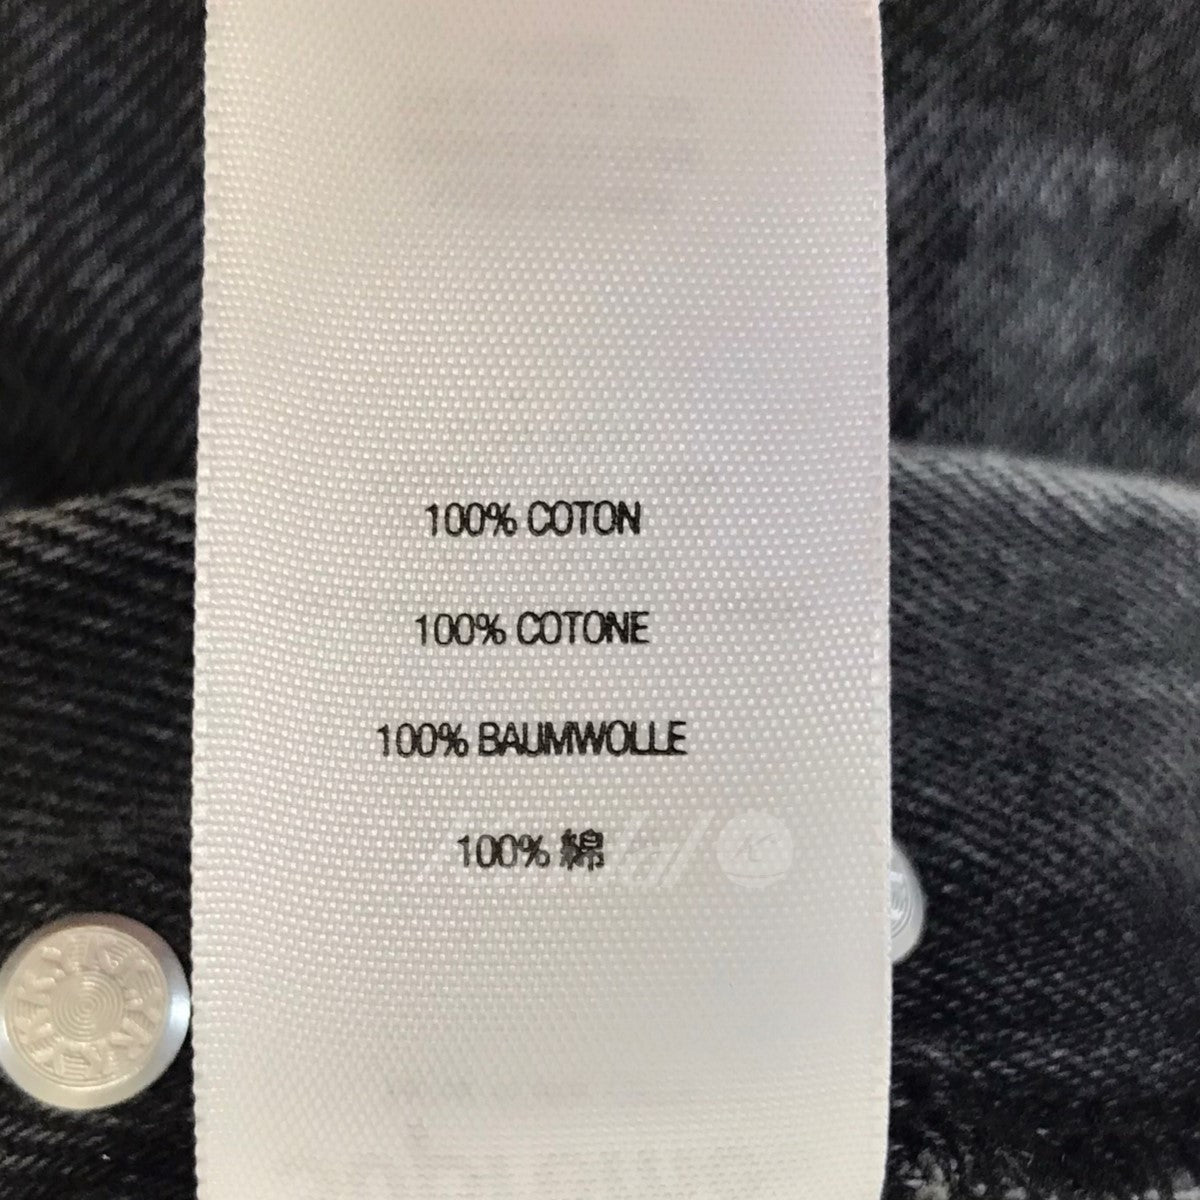 100% COTON
100% COTONE
100% BAUMWOLLE
100% 綿